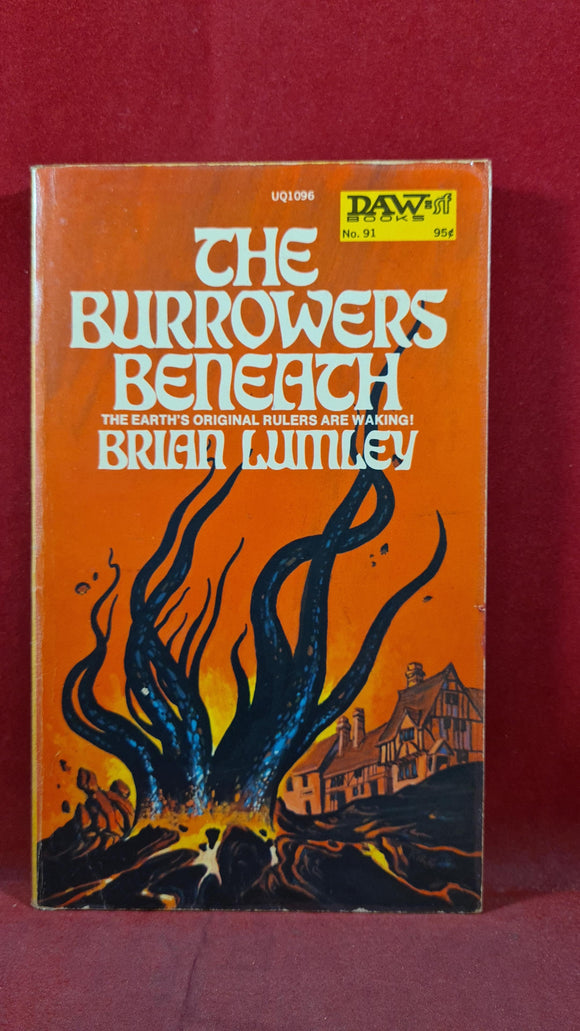 UQ1096
DAW=sf
BOOKS
No. 91 95¢
THE
BURROWERS
BENEATH
THE EARTH'S ORIGINAL RULERS ARE WAKING!
BRIAN LUMLEY